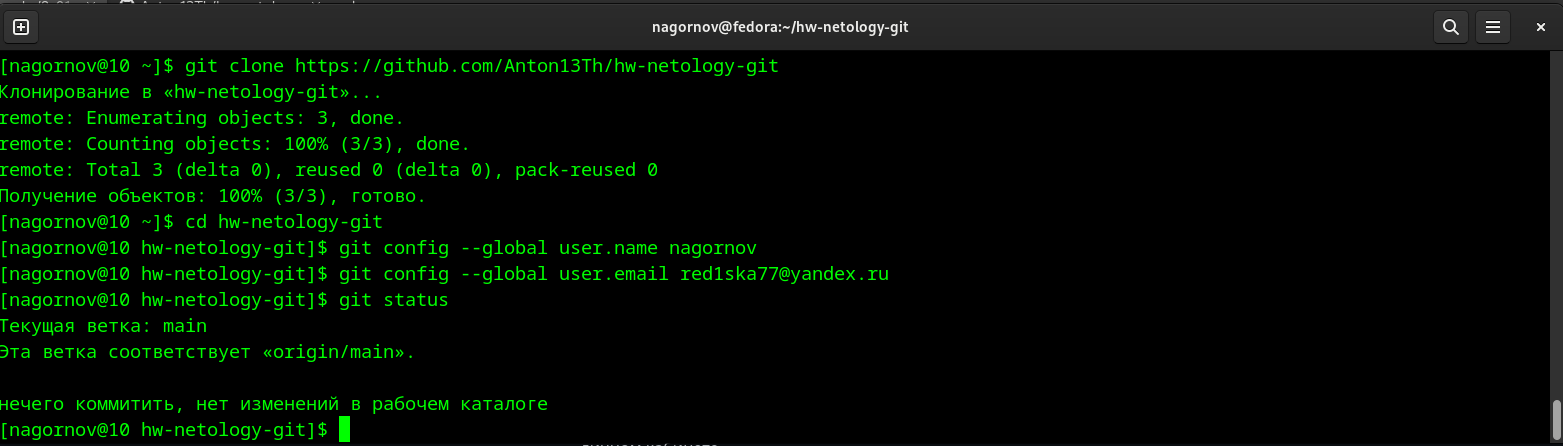 nagornov@fedora:~/hw-netology-git
[nagornov@10 ~]$ git clone https://github.com/Anton13Th/hw-netology-git
Клонирование в «hw-netology-git»...
remote: Enumerating objects: 3, done.
remote: Counting objects: 100% (3/3), done.
remote: Total 3 (delta 0), reused 0 (delta 0), pack-reused 0
Получение объектов: 100% (3/3), готово.
[nagornov@10 ~]$ cd hw-netology-git
[nagornov@10 hw-netology-git]$ git config --global user.name nagornov
[nagornov@10 hw-netology-git]$ git config --global user.email red1ska77@yandex.ru
[nagornov@10 hw-netology-git]$ git status
Текущая ветка: main
Эта ветка соответствует «origin/main».
нечего коммитить, нет изменений в рабочем каталоге
[nagornov@10 hw-netology-git]$